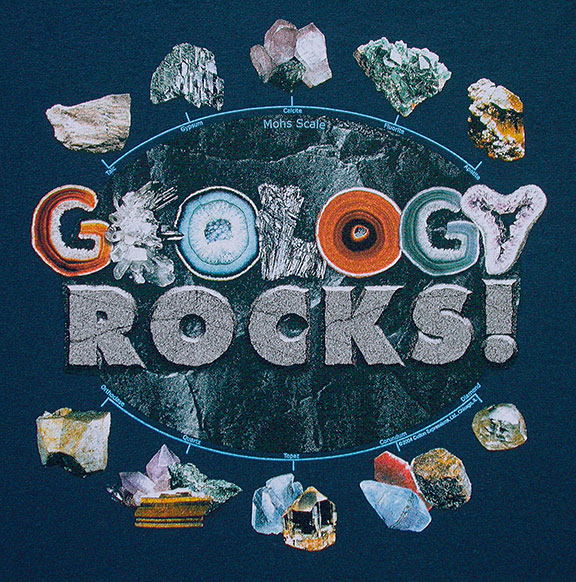 Talc
Gypsum
Calcite
Fluorite
Apatite
Mohs Scale
GEOLOGY
ROCKS!
Orthoclase
Quartz
Topaz
Corundum
Diamond